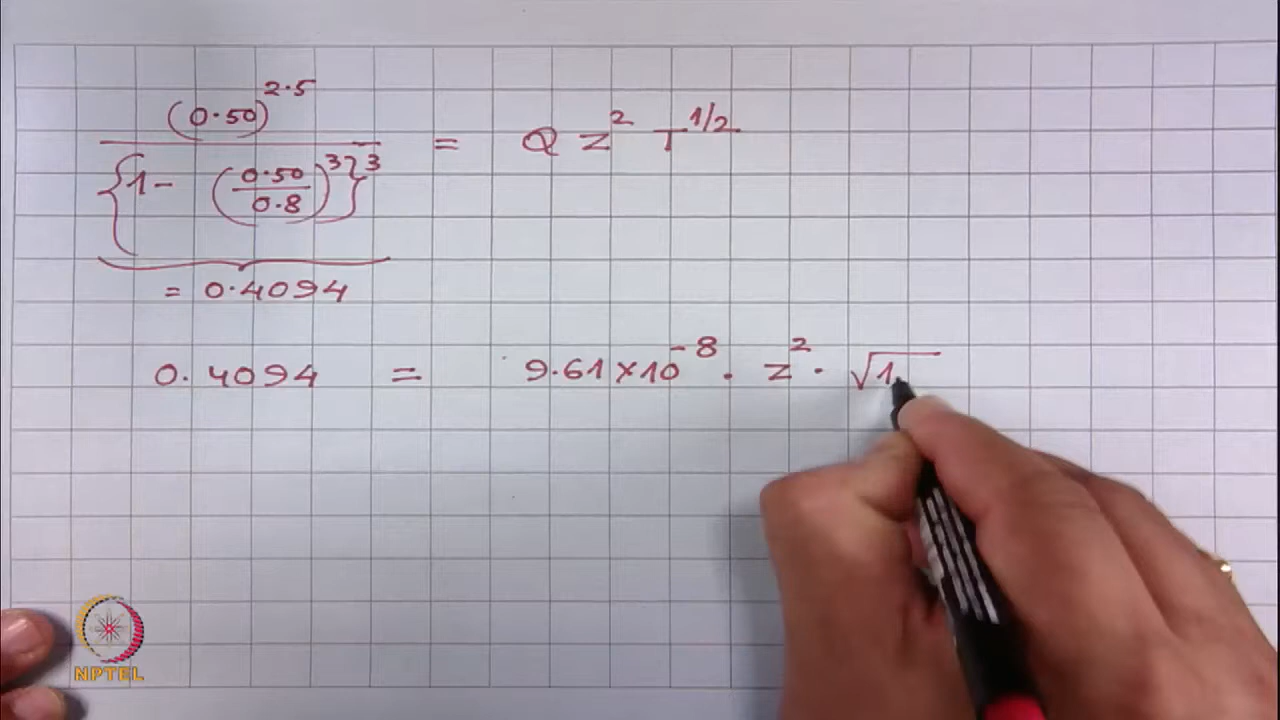 (0.50)^2.5 / {1 - (0.50/0.8)^3}^3 = Q Z^2 T^1/2
= 0.4094
0.4094 = 9.61 × 10^-8 · Z^2 · √1
NPTEL